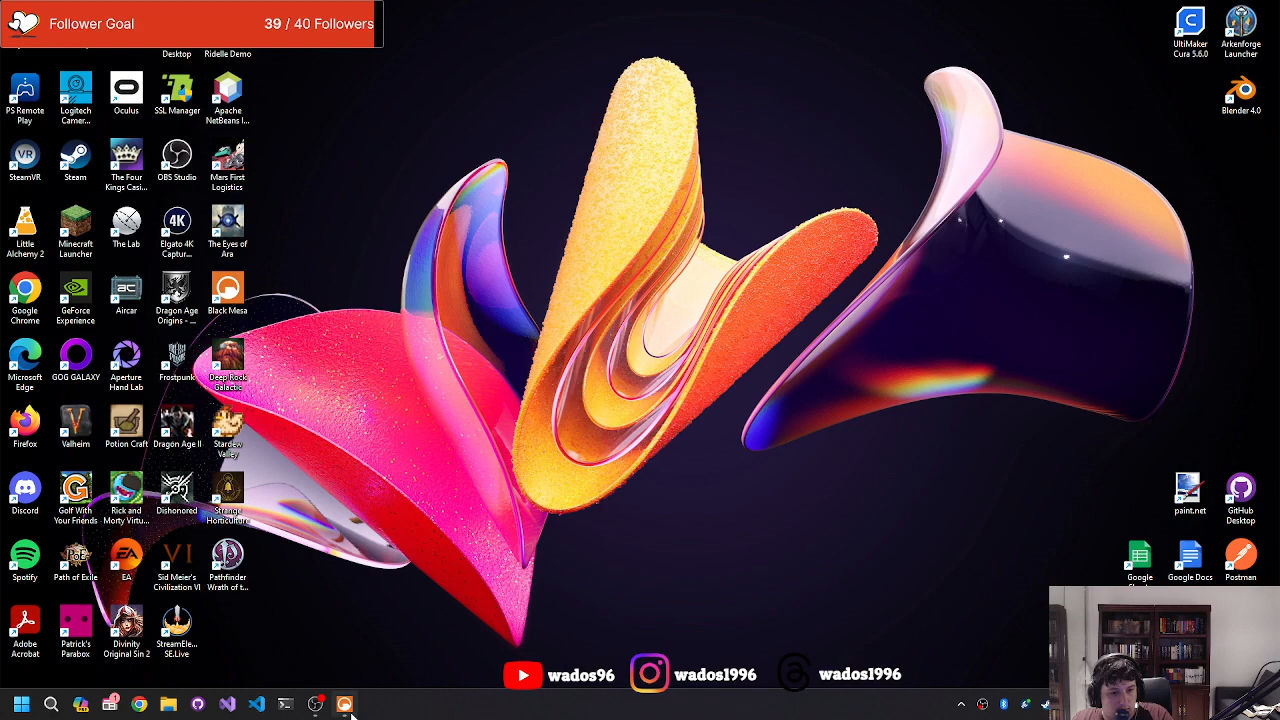 Follower Goal 39 / 40 Followers
Desktop
Ridelle Demo
UltiMaker
Cura 5.6.0
Arkenforge
Launcher
PS Remote
Play
Logitech
Camer...
Oculus
SSL Manager
Apache
NetBeans I...
Blender 4.0
SteamVR
Steam
The Four
Kings Casi...
OBS Studio
Mars First
Logistics
Little
Alchemy 2
Minecraft
Launcher
The Lab
4K
Elgato 4K
Captur...
The Eyes of
Ara
Google
Chrome
GeForce
Experience
Aircar
Dragon Age
Origins - ...
Black Mesa
Microsoft
Edge
GOG GALAXY
Aperture
Hand Lab
Frostpunk
Deep Rock
Galactic
Firefox
Valheim
Potion Craft
Dragon Age II
Stardew
Valley
Discord
Golf With
Your Friends
Rick and
Morty Virtu...
Dishonored
Strange
Horticulture
paint.net
GitHub
Desktop
Spotify
Path of Exile
EA
VI
Sid Meier's
Civilization VI
Pathfinder
Wrath of t...
Google
Google Docs
Postman
Adobe
Acrobat
Patrick's
Parabox
Divinity
Original Sin 2
StreamEle...
SE.Live
wados96
wados1996
wados1996